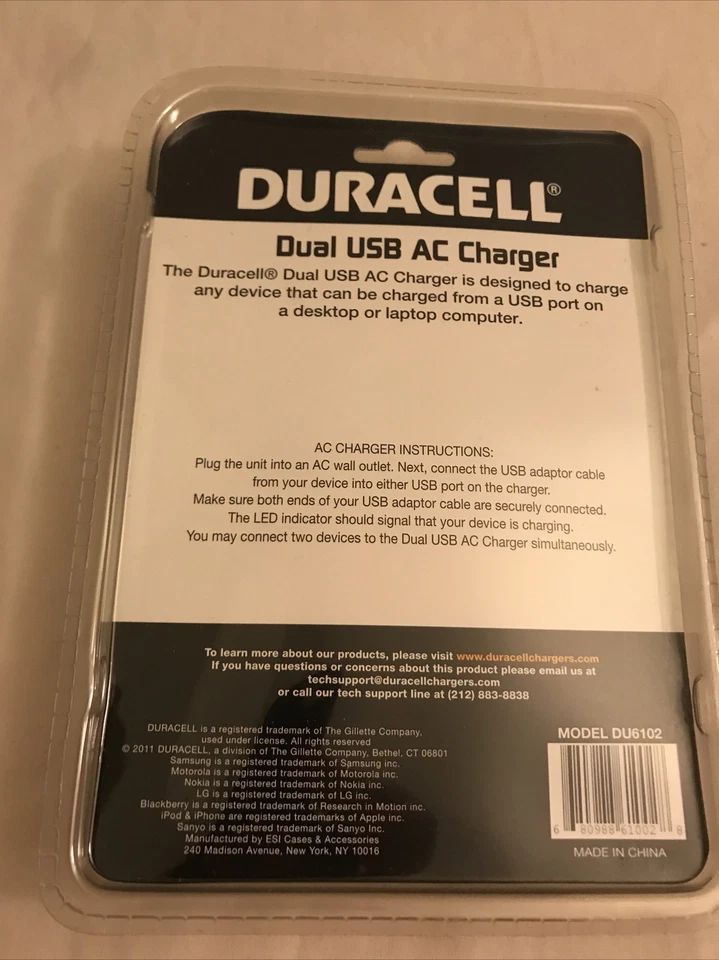 DURACELL®
Dual USB AC Charger
The Duracell® Dual USB AC Charger is designed to charge
any device that can be charged from a USB port on
a desktop or laptop computer.
AC CHARGER INSTRUCTIONS:
Plug the unit into an AC wall outlet. Next, connect the USB adaptor cable
from your device into either USB port on the charger.
Make sure both ends of your USB adaptor cable are securely connected.
The LED indicator should signal that your device is charging.
You may connect two devices to the Dual USB AC Charger simultaneously.
To learn more about our products, please visit www.duracellchargers.com
If you have questions or concerns about this product please email us at
techsupport@duracellchargers.com
or call our tech support line at (212) 883-8838
DURACELL is a registered trademark of The Gillette Company,
used under license. All rights reserved
© 2011 DURACELL, a division of The Gillette Company, Bethel, CT 06801
Samsung is a registered trademark of Samsung inc.
Motorola is a registered trademark of Motorola inc.
Nokia is a registered trademark of Nokia inc.
LG is a registered trademark of LG inc.
Blackberry is a registered trademark of Research in Motion inc.
iPod & iPhone are registered trademarks of Apple inc.
Sanyo is a registered trademark of Sanyo Inc.
Manufactured by ESI Cases & Accessories
240 Madison Avenue, New York, NY 10016
MODEL DU6102
6 80988 61002 8
MADE IN CHINA